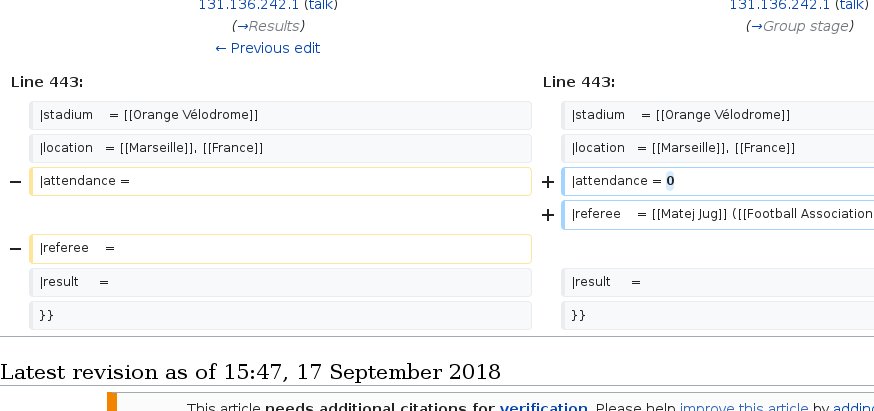 131.136.242.1 (talk)
(→Results)
← Previous edit
131.136.242.1 (talk)
(→Group stage)
Line 443:
Line 443:
|stadium = [[Orange Vélodrome]]
|stadium = [[Orange Vélodrome]]
|location = [[Marseille]], [[France]]
|location = [[Marseille]], [[France]]
− |attendance =
+ |attendance = 0
+ |referee = [[Matej Jug]] ([[Football Association
− |referee =
|result =
|result =
}}
}}
Latest revision as of 15:47, 17 September 2018
This article needs additional citations for verification. Please help improve this article by adding